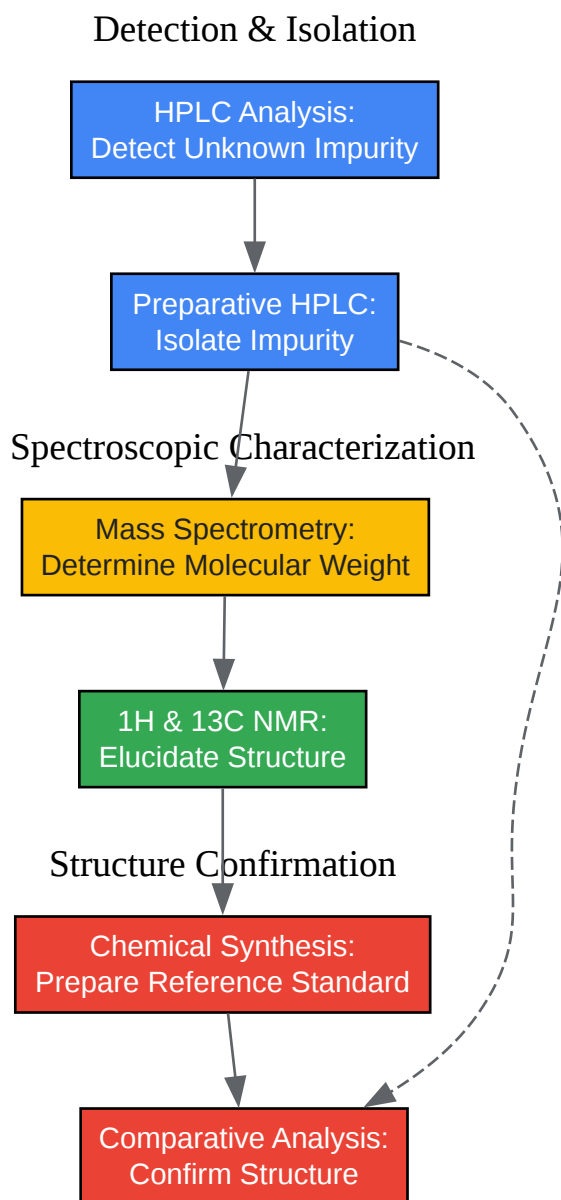 Detection & Isolation
HPLC Analysis:
Detect Unknown Impurity
Preparative HPLC:
Isolate Impurity
Spectroscopic Characterization
Mass Spectrometry:
Determine Molecular Weight
1H & 13C NMR:
Elucidate Structure
Structure Confirmation
Chemical Synthesis:
Prepare Reference Standard
Comparative Analysis:
Confirm Structure